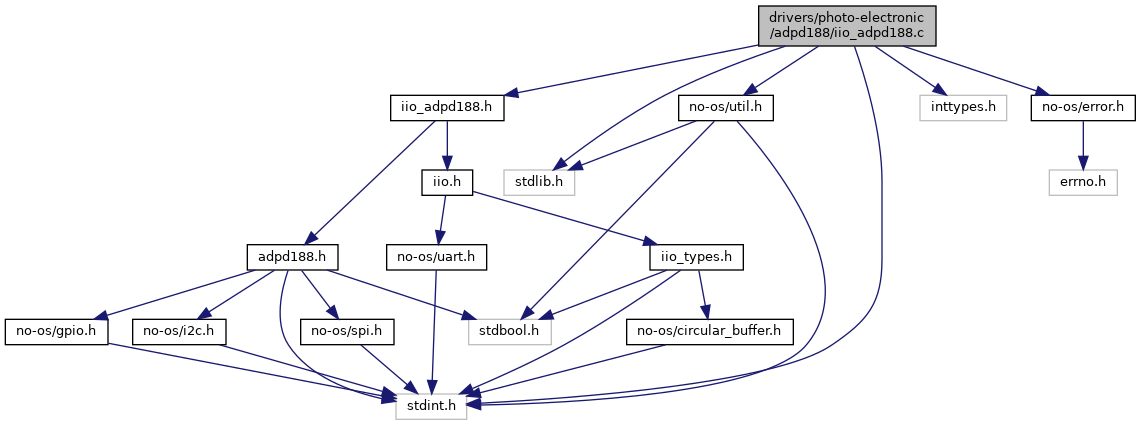 drivers/photo-electronic
/adpd188/iio_adpd188.c
iio_adpd188.h
no-os/util.h
inttypes.h
no-os/error.h
iio.h
stdlib.h
errno.h
adpd188.h
no-os/uart.h
iio_types.h
no-os/gpio.h
no-os/i2c.h
no-os/spi.h
stdbool.h
no-os/circular_buffer.h
stdint.h